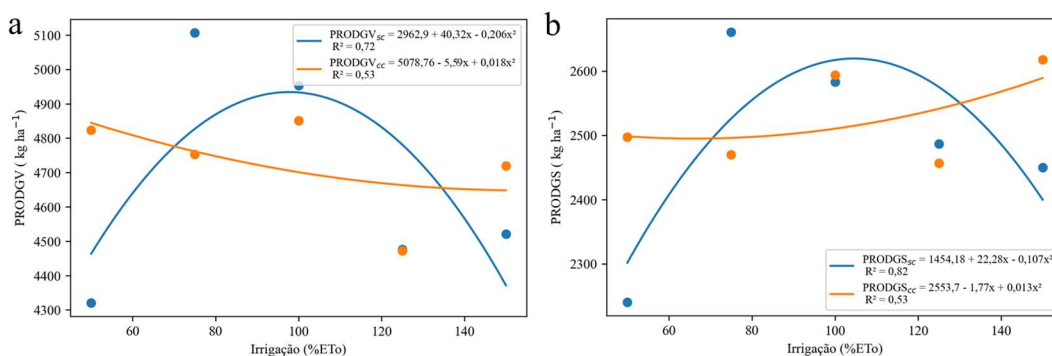 a
PRODGV ( kg ha⁻¹)
5100
5000
4900
4800
4700
4600
4500
4400
4300
PRODGVsc = 2962,9 + 40,32x - 0,206x²
R² = 0,72
PRODGVcc = 5078,76 - 5,59x + 0,018x²
R² = 0,53
60 80 100 120 140
Irrigação (%ETo)
b
PRODGS ( kg ha⁻¹)
2600
2500
2400
2300
PRODGSsc = 1454,18 + 22,28x - 0,107x²
R² = 0,82
PRODGScc = 2553,7 - 1,77x + 0,013x²
R² = 0,53
60 80 100 120 140
Irrigação (%ETo)